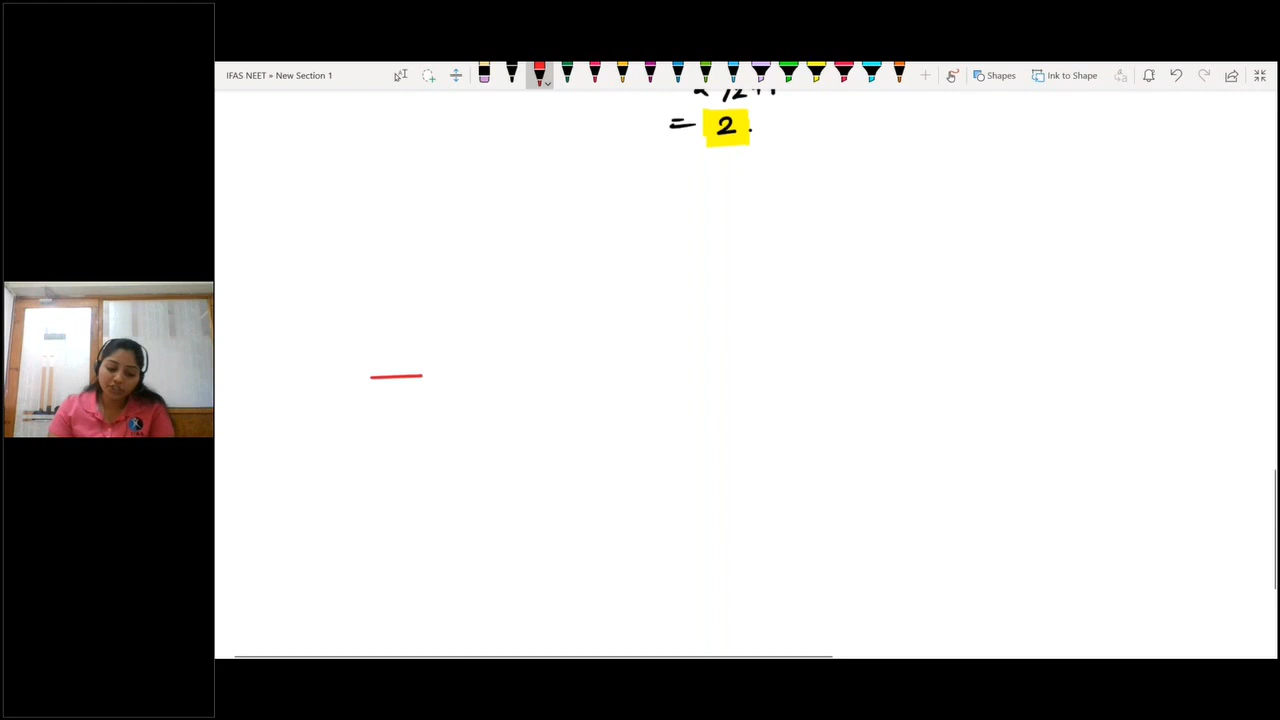 IFAS NEET » New Section 1
Shapes
Ink to Shape
= 2.